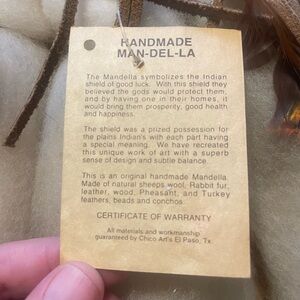 HANDMADE
MAN-DEL-LA
The Mandella symbolizes the Indian
shield of good luck. With this shield they
believed the gods would protect them,
and by having one in their homes, it
would bring them prosperity, good health
and happiness.
The shield was a prized possession for
the plains Indian's with each part having
a special meaning. We have recreated
this unique work of art with a superb
sense of design and subtle balance.
This is an original handmade Mandella.
Made of natural sheeps wool, Rabbit fur,
leather, wood, Pheasant, and Turkey
feathers, beads and conchos.
CERTIFICATE OF WARRANTY
All materials and workmanship
guaranteed by Chico Art's El Paso, Tx.